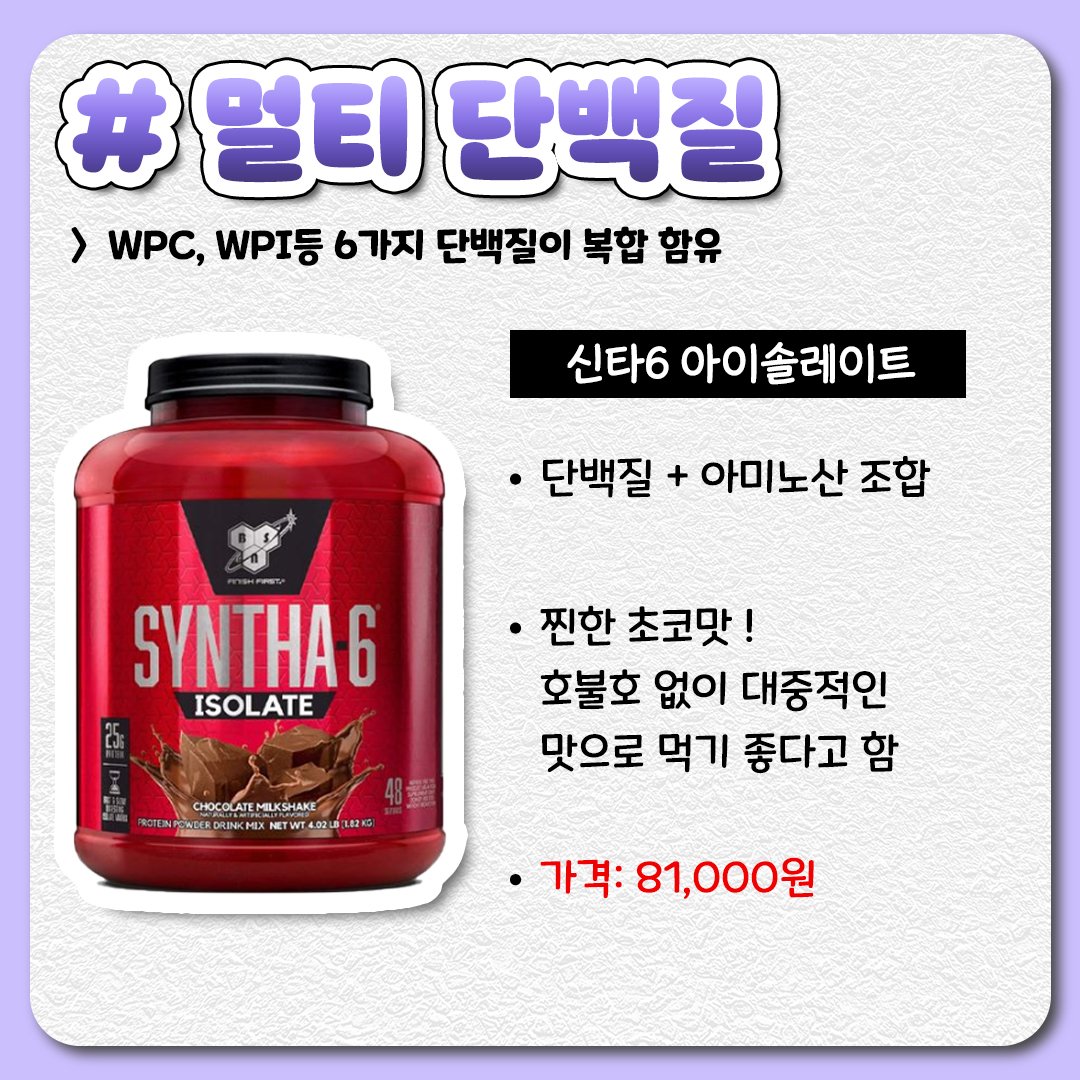 # 멀티 단백질
> WPC, WPI등 6가지 단백질이 복합 함유
신타6 아이솔레이트
• 단백질 + 아미노산 조합
• 찐한 초코맛 !
호불호 없이 대중적인
맛으로 먹기 좋다고 함
• 가격: 81,000원
BSN
FINISH FIRST.®
SYNTHA-6®
ISOLATE
25G
PROTEIN
CHOCOLATE MILKSHAKE
NATURALLY & ARTIFICIALLY FLAVORED
PROTEIN POWDER DRINK MIX NET WT 4.02 LB (1.82 KG)
48
SERVINGS